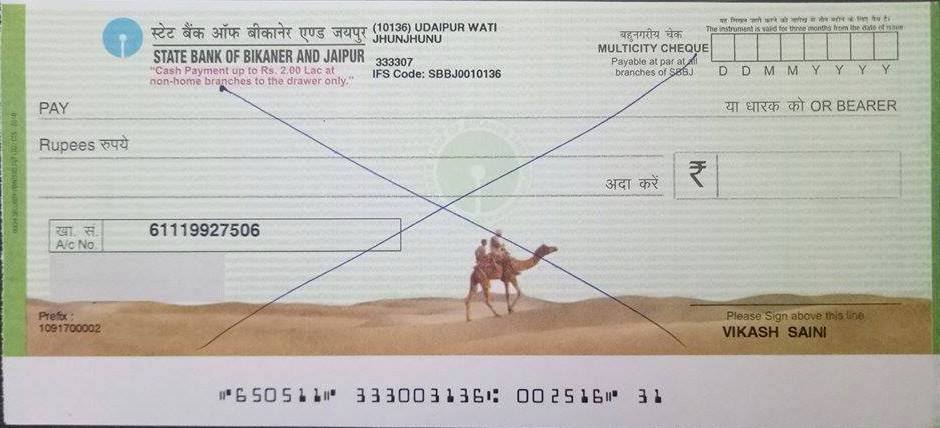 स्टेट बैंक ऑफ बीकानेर एण्ड जयपुर
STATE BANK OF BIKANER AND JAIPUR
"Cash Payment up to Rs. 2.00 Lac at
non-home branches to the drawer only."
(10136) UDAIPUR WATI
JHUNJHUNU
333307
IFS Code: SBBJ0010136
बहुनगरीय चेक
MULTICITY CHEQUE
Payable at par at all
branches of SBBJ
The instrument is valid for three months from the date of issue
D D M M Y Y Y Y
PAY
या धारक को OR BEARER
Rupees रुपये
अदा करें
₹
खा. सं.
A/c No.
61119927506
Prefix :
1091700002
Please Sign above this line
VIKASH SAINI
⑈650511⑈ 333003136⑆ 002516⑈ 31